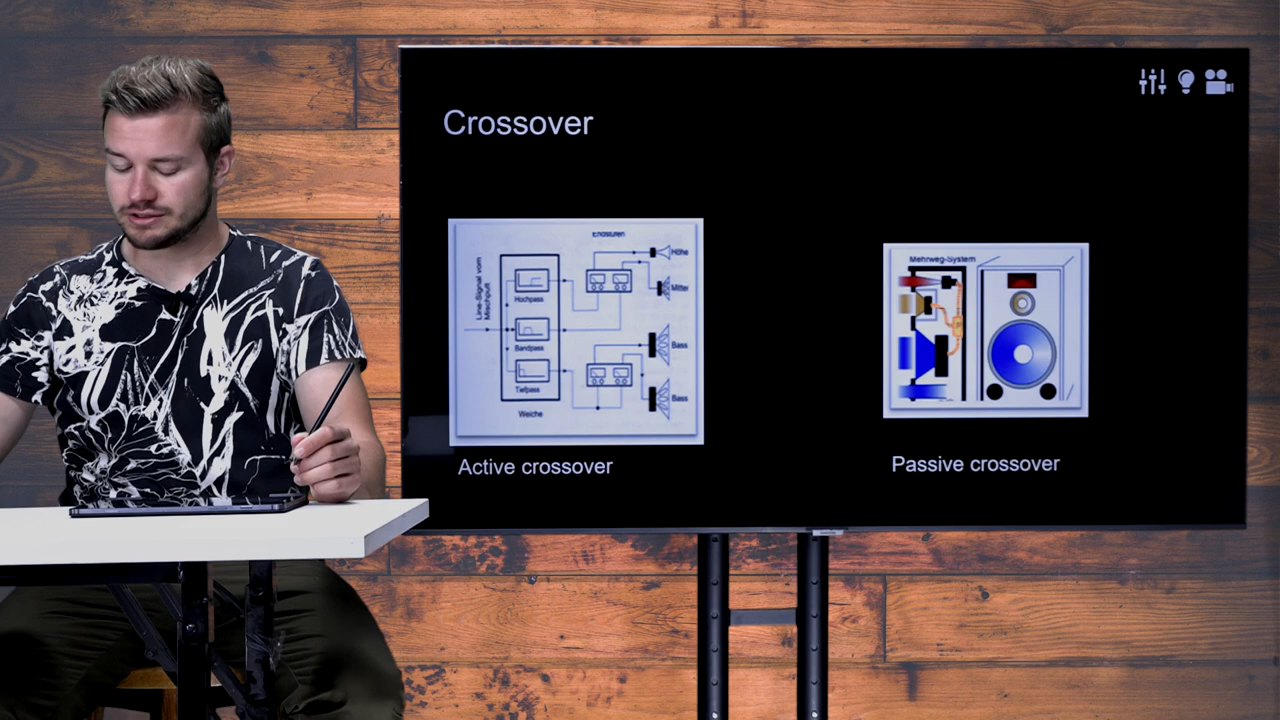 Crossover
Endstufen
Höhe
Line-Signal vom
Mischpult
Mitten
Hochpass
Bandpass
Bass
Tiefpass
Bass
Weiche
Active crossover
Mehrweg-System
Passive crossover